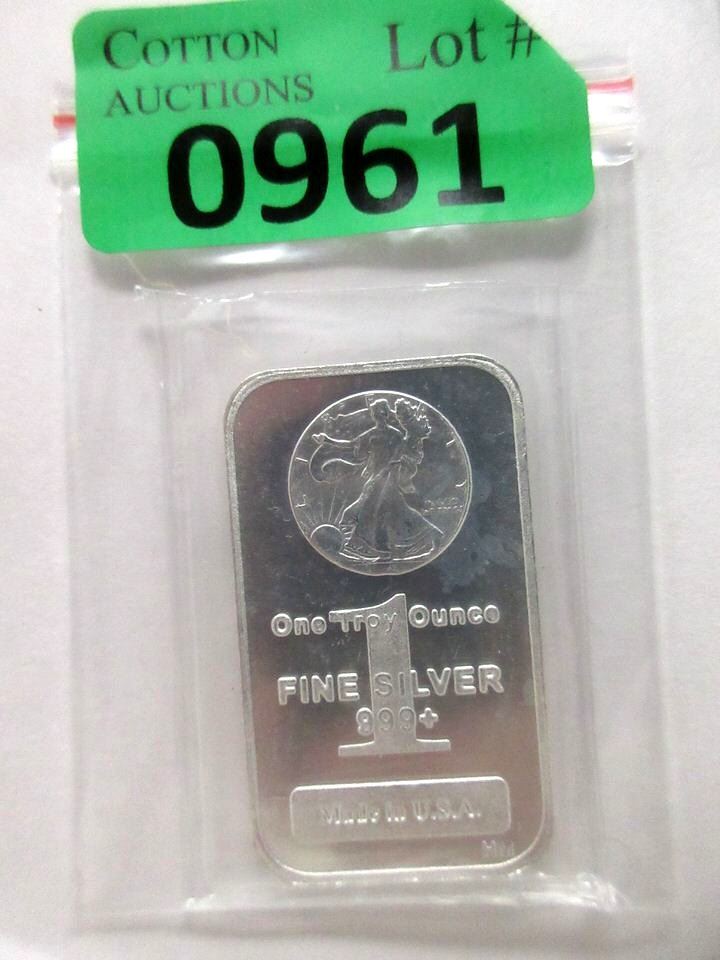 COTTON Lot #
AUCTIONS
0961
One Troy Ounce
1
FINE SILVER
999+
Made in U.S.A.